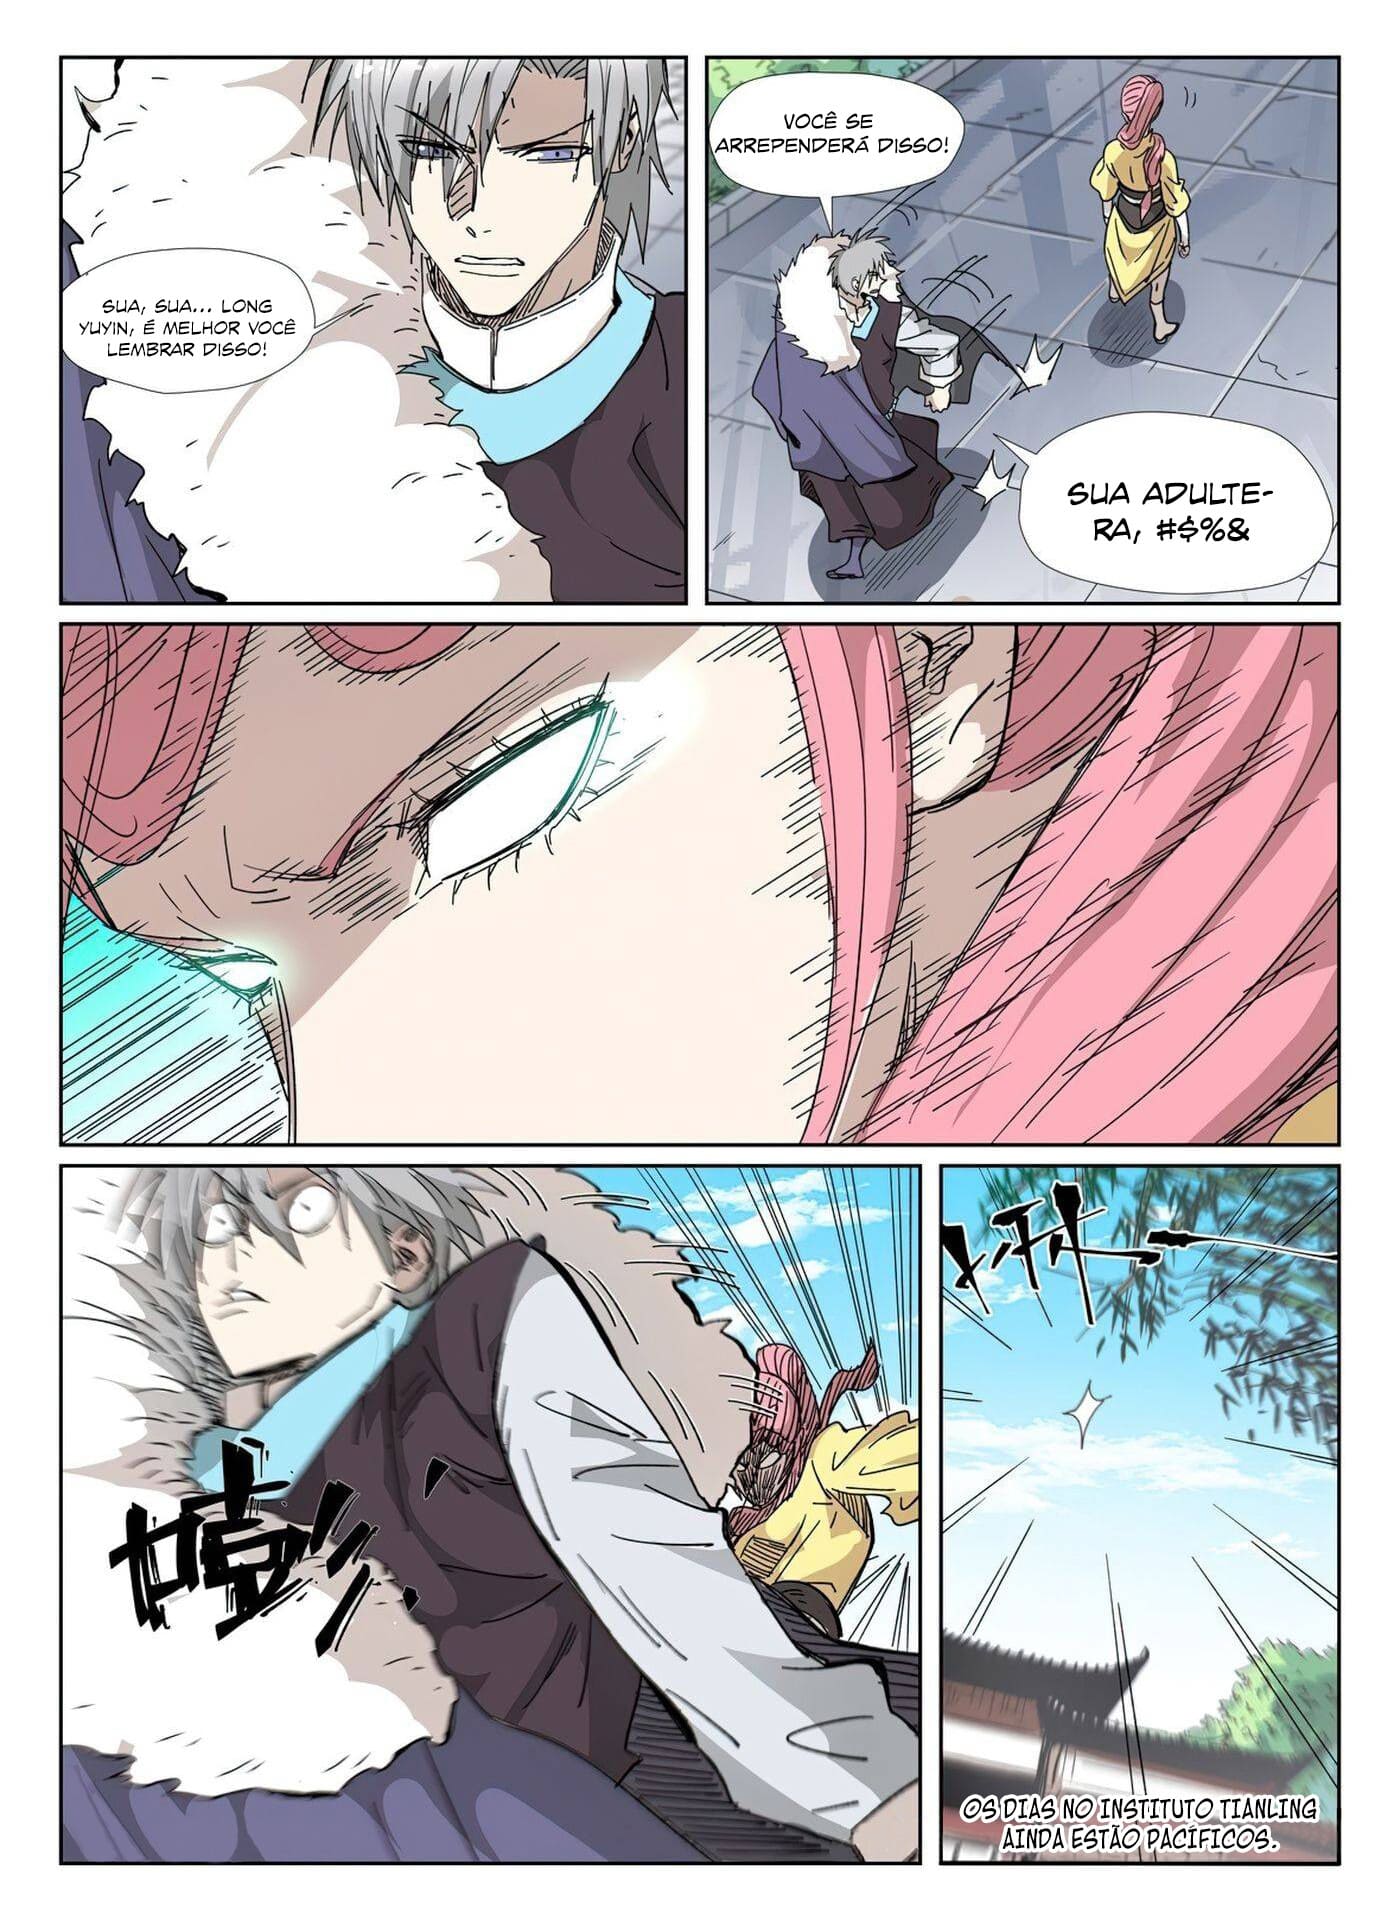 SUA, SUA... LONG
YUYIN, É MELHOR VOCÊ
LEMBRAR DISSO!
VOCÊ SE
ARREPENDERÁ DISSO!
SUA ADULTE-
RA, #$%&
OS DIAS NO INSTITUTO TIANLING
AINDA ESTÃO PACÍFICOS.